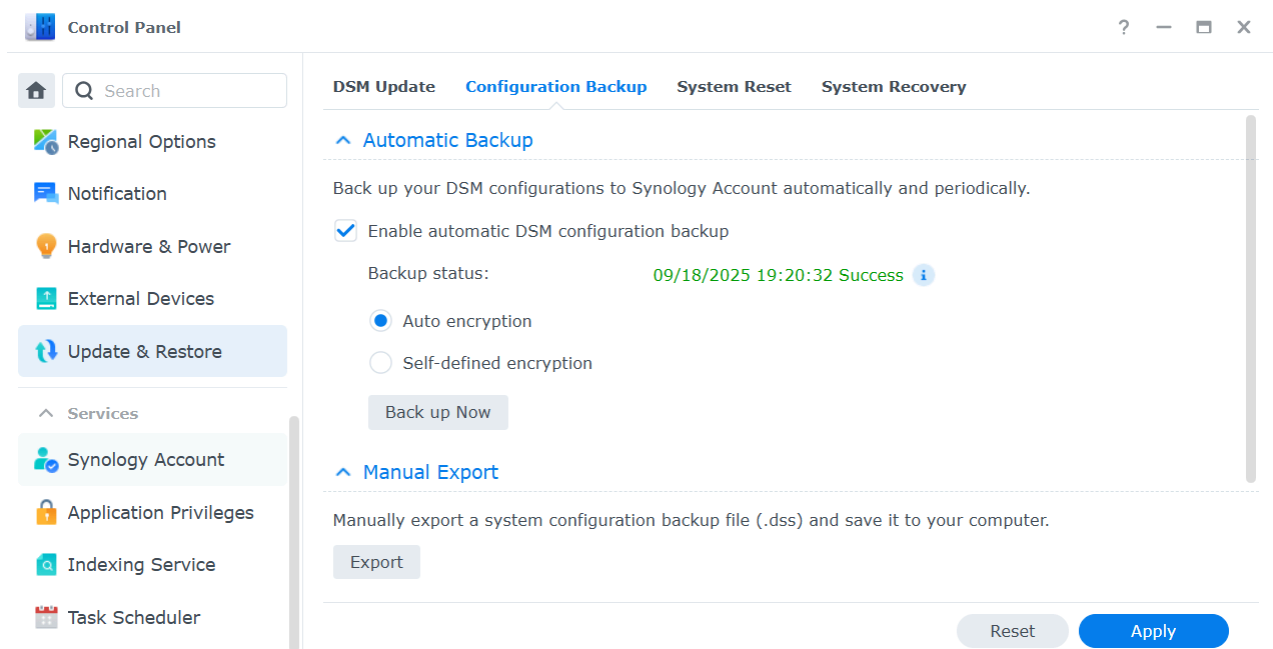 Control Panel
?
Search
Regional Options
Notification
Hardware & Power
External Devices
Update & Restore
Services
Synology Account
Application Privileges
Indexing Service
Task Scheduler
DSM Update Configuration Backup System Reset System Recovery
Automatic Backup
Back up your DSM configurations to Synology Account automatically and periodically.
Enable automatic DSM configuration backup
Backup status: 09/18/2025 19:20:32 Success i
Auto encryption
Self-defined encryption
Back up Now
Manual Export
Manually export a system configuration backup file (.dss) and save it to your computer.
Export
Reset Apply